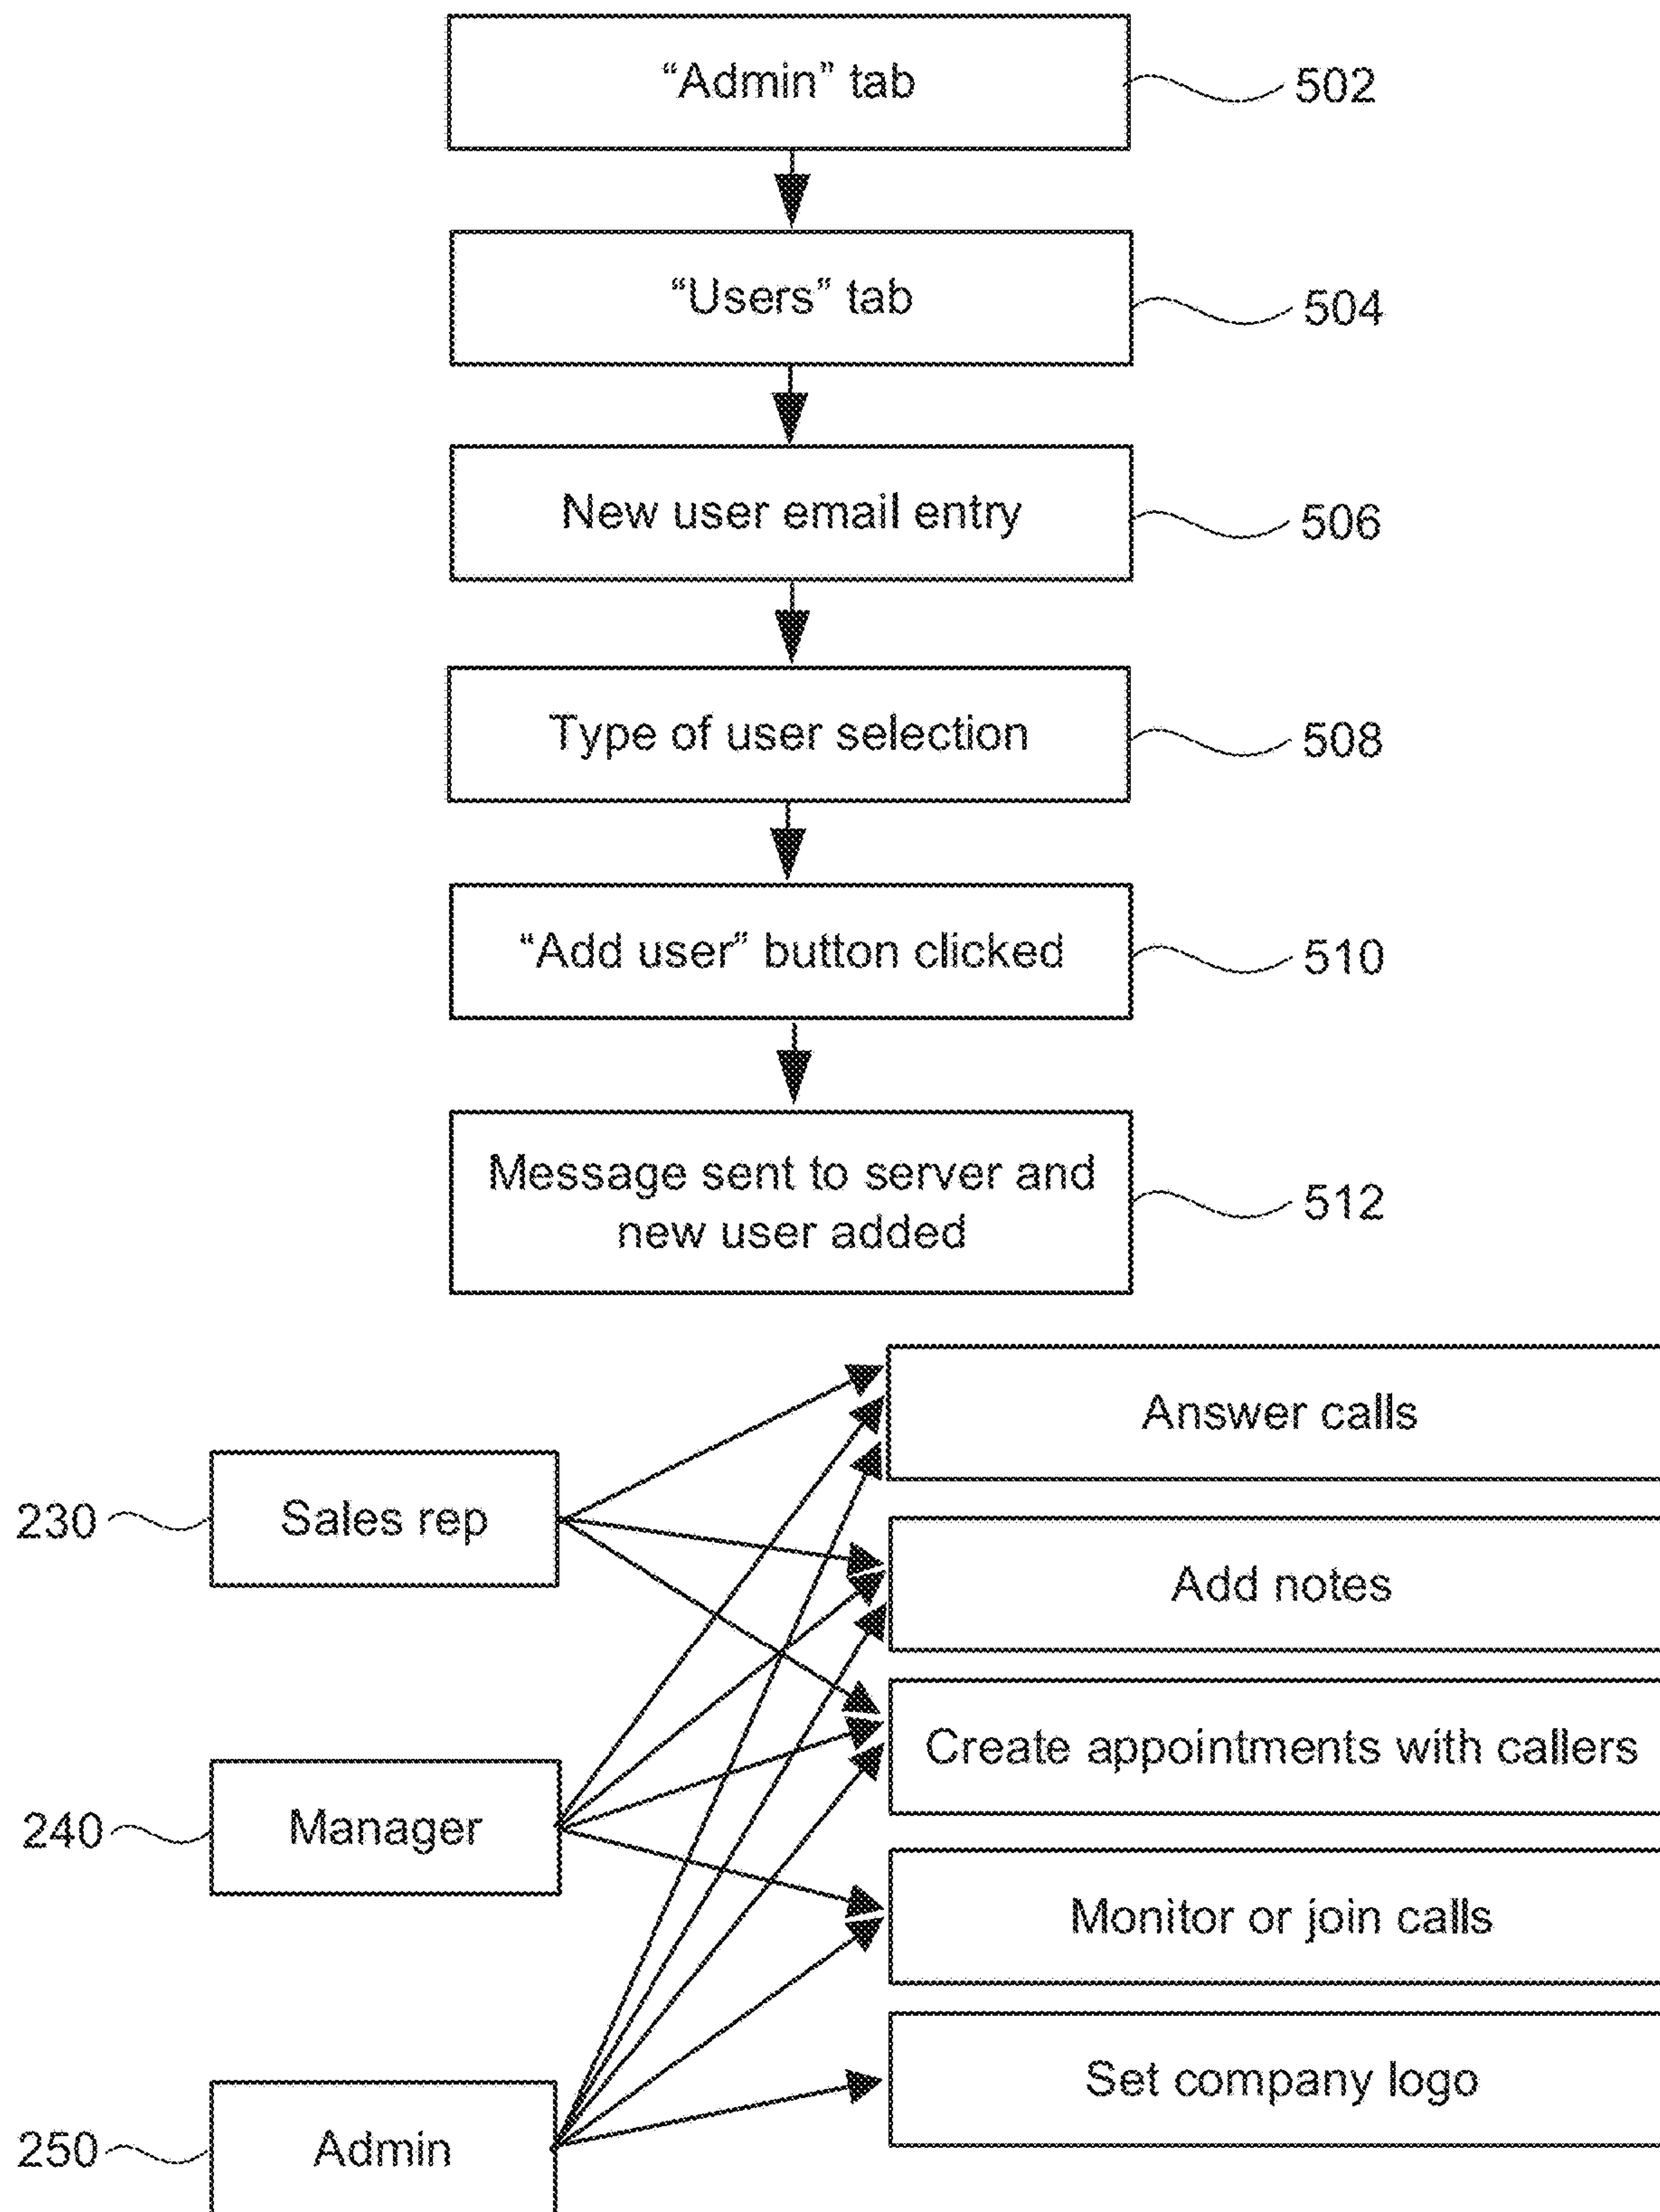 “Admin” tab
502
“Users” tab
504
New user email entry
506
Type of user selection
508
“Add user” button clicked
510
Message sent to server and
new user added
512
Answer calls
230
Sales rep
Add notes
Create appointments with callers
240
Manager
Monitor or join calls
Set company logo
250
Admin